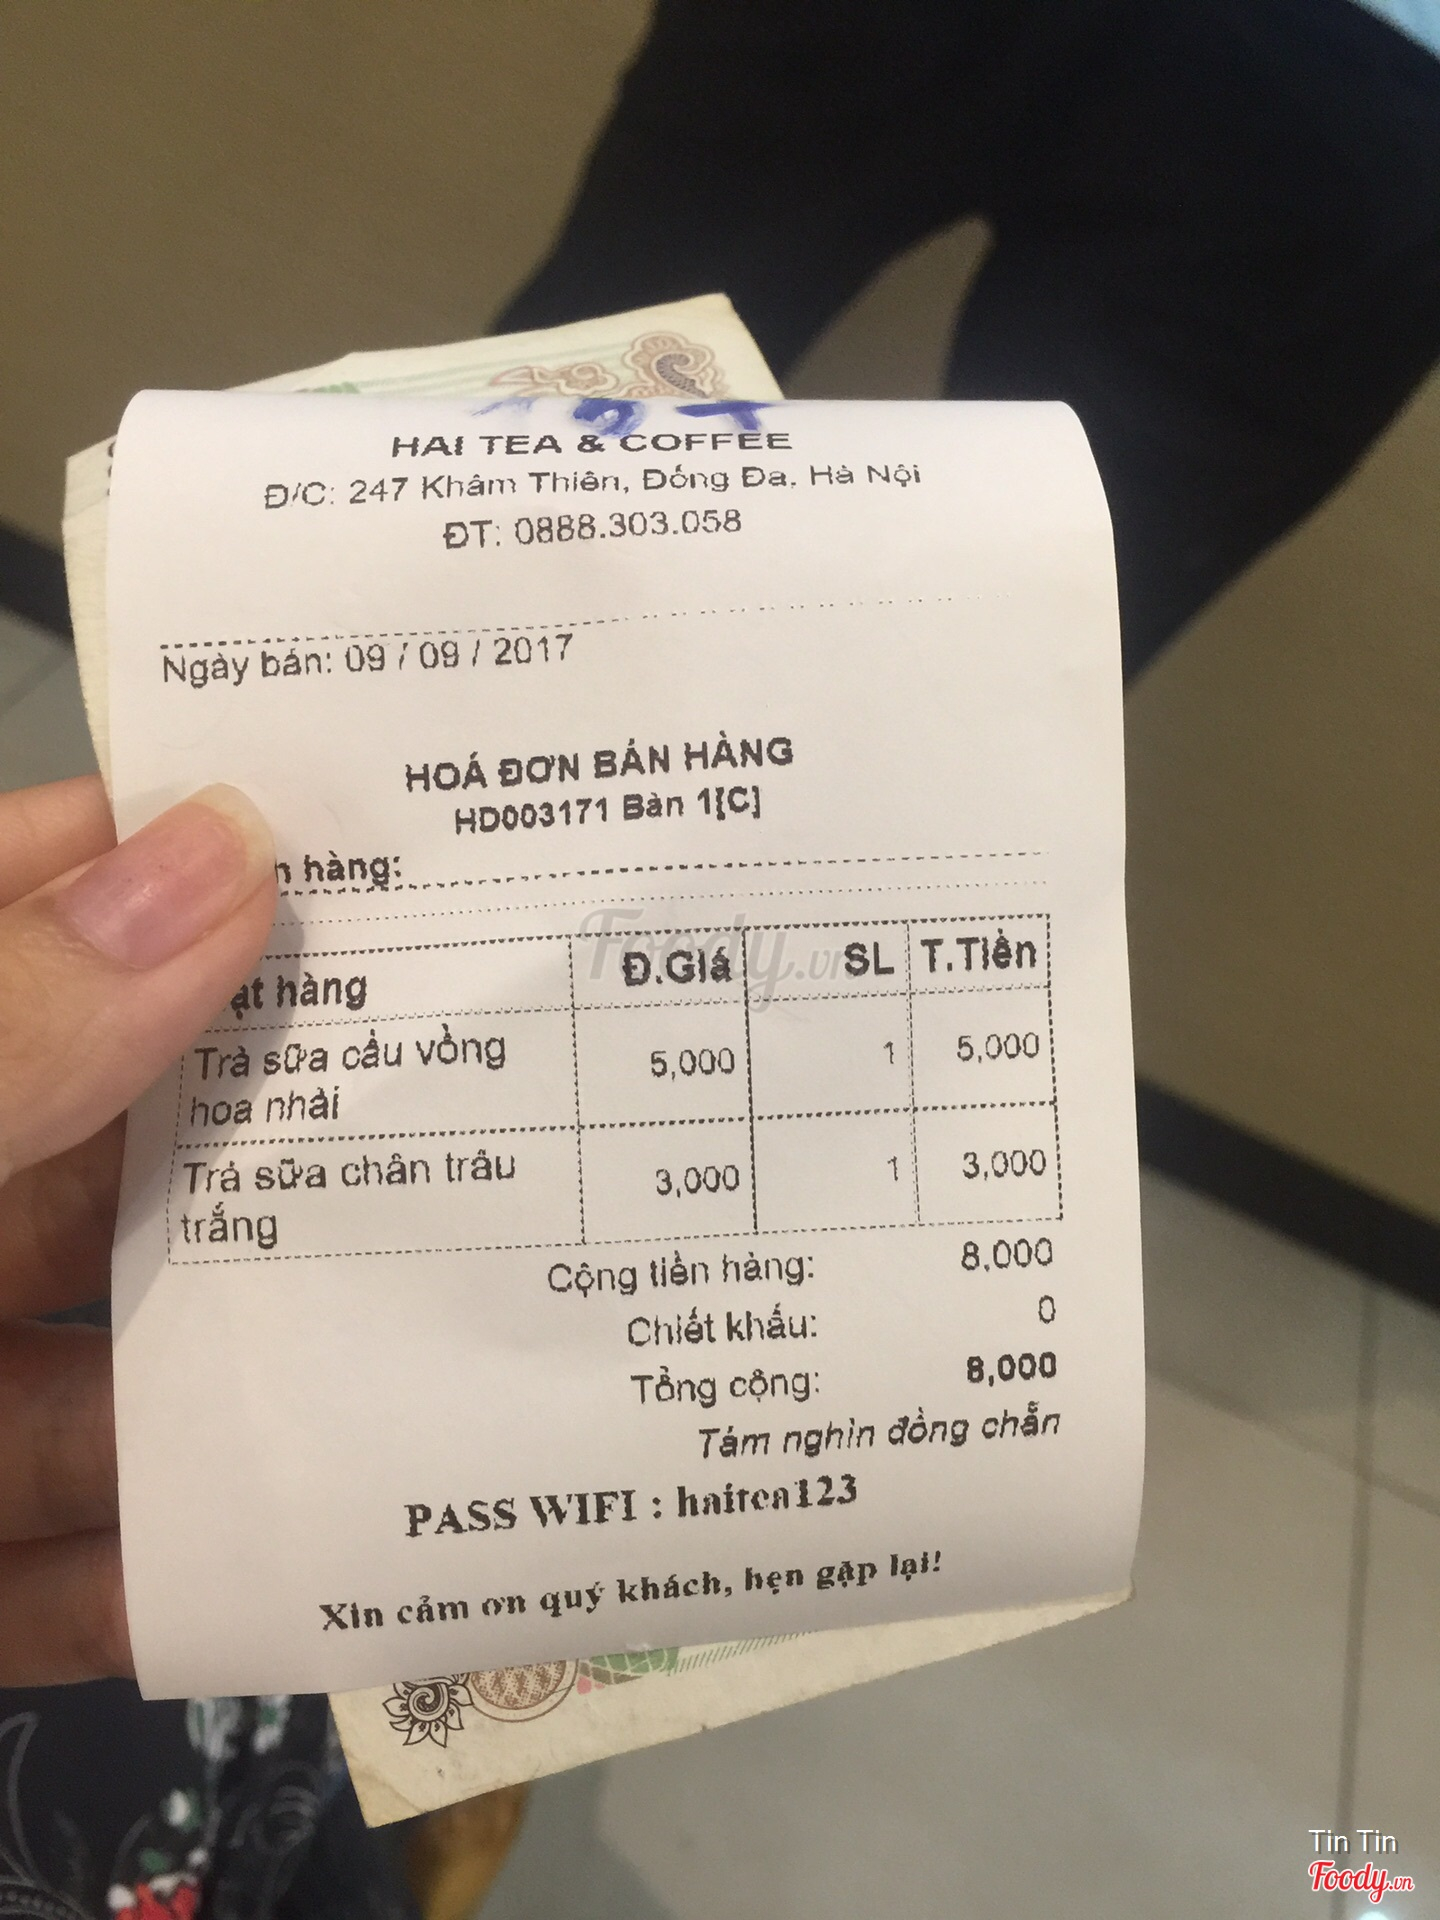 HAI TEA & COFFEE
Đ/C: 247 Khâm Thiên, Đống Đa, Hà Nội
ĐT: 0888.303.058
Ngày bán: 09 / 09 / 2017
HOÁ ĐƠN BÁN HÀNG
HD003171 Bàn 1[C]
hàng:
hàng Đ.Giá SL T.Tiền
Trà sữa cầu vồng 5,000 1 5,000
hoa nhài
Trà sữa chân trâu 3,000 1 3,000
trắng
Cộng tiền hàng: 8,000
Chiết khấu: 0
Tổng cộng: 8,000
Tám nghìn đồng chẵn
PASS WIFI : haitea123
Xin cảm ơn quý khách, hẹn gặp lại!
Foody.vn
Tin Tin
Foody.vn